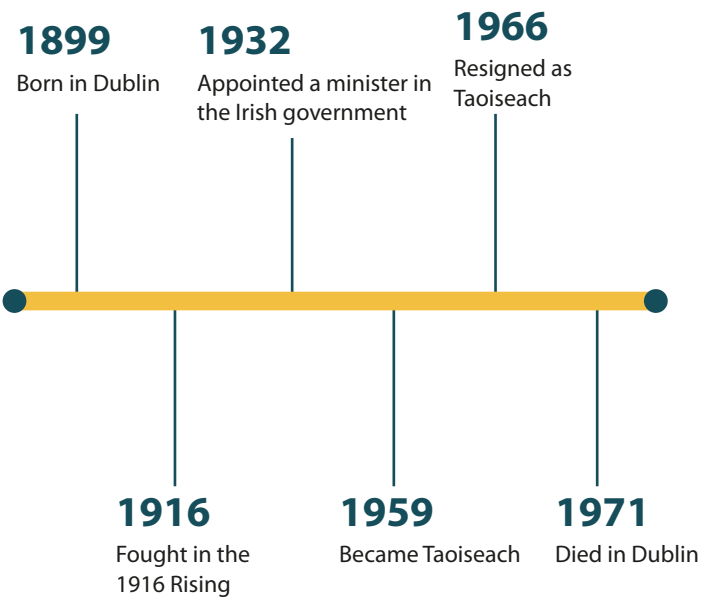 1899
Born in Dublin
1932
Appointed a minister in
the Irish government
1966
Resigned as
Taoiseach
1916
Fought in the
1916 Rising
1959
Became Taoiseach
1971
Died in Dublin